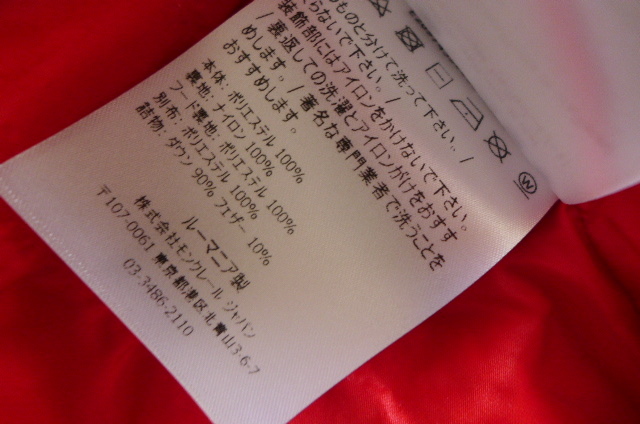 のものと分けて洗って下さい。/
らないで下さい。/
装飾部にはアイロンをかけないで下さい。
/ 裏返しての洗濯とアイロンがけをおすす
めします。/ 著名な専門業者で洗うことを
おすすめします。
本体: ポリエステル 100%
裏地: ナイロン 100%
フード裏地: ポリエステル 100%
別布: ポリエステル 100%
詰物: ダウン 90% フェザー 10%
ルーマニア製
株式会社モンクレール ジャパン
〒107-0061 東京都港区北青山3-6-7
03-3486-2110
W